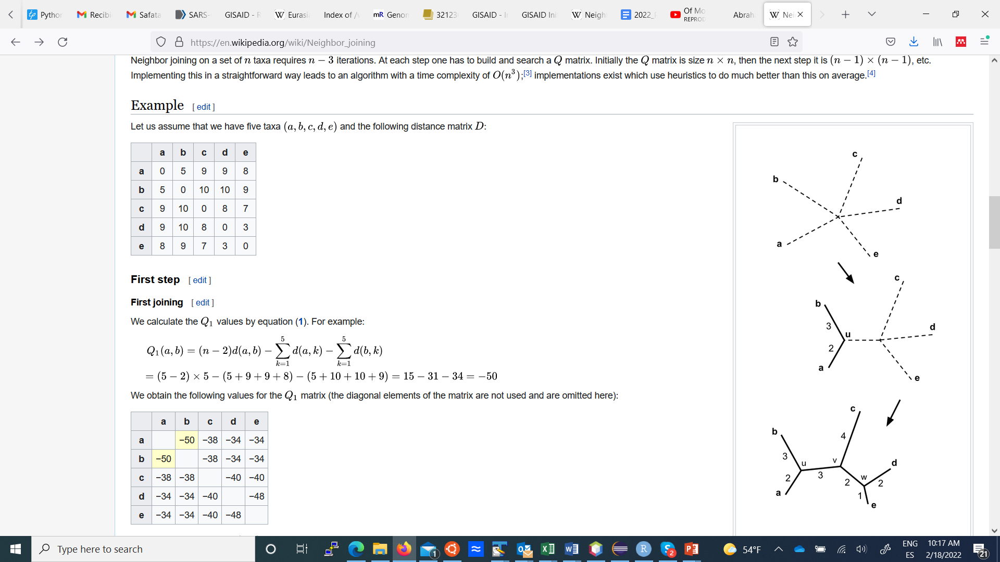 Python
Recibi
Safata
SARS-
GISAID - R
Eurasi
Index of /
mR Genom
32123
GISAID - I
GISAID Ini
Neigh
2022_
Of Mo
REPROD
Abrah
Nei
https://en.wikipedia.org/wiki/Neighbor_joining
Neighbor joining on a set of n taxa requires n − 3 iterations. At each step one has to build and search a Q matrix. Initially the Q matrix is size n × n, then the next step it is (n − 1) × (n − 1), etc.
Implementing this in a straightforward way leads to an algorithm with a time complexity of O(n³);[3] implementations exist which use heuristics to do much better than this on average.[4]
Example [ edit ]
Let us assume that we have five taxa (a, b, c, d, e) and the following distance matrix D:
a b c d e
a 0 5 9 9 8
b 5 0 10 10 9
c 9 10 0 8 7
d 9 10 8 0 3
e 8 9 7 3 0
First step [ edit ]
First joining [ edit ]
We calculate the Q₁ values by equation (1). For example:
Q₁(a, b) = (n − 2)d(a, b) − ∑_{k=1}^{5} d(a, k) − ∑_{k=1}^{5} d(b, k)
= (5 − 2) × 5 − (5 + 9 + 9 + 8) − (5 + 10 + 10 + 9) = 15 − 31 − 34 = −50
We obtain the following values for the Q₁ matrix (the diagonal elements of the matrix are not used and are omitted here):
a b c d e
a −50 −38 −34 −34
b −50 −38 −34 −34
c −38 −38 −40 −40
d −34 −34 −40 −48
e −34 −34 −40 −48
c
b
d
a
e
c
b
d
3
u
2
a
e
c
b
4
3
u
v
d
2
3
w
2
2
a
1
e
Type here to search
1
R
2
54°F
ENG
ES
10:17 AM
2/18/2022
21